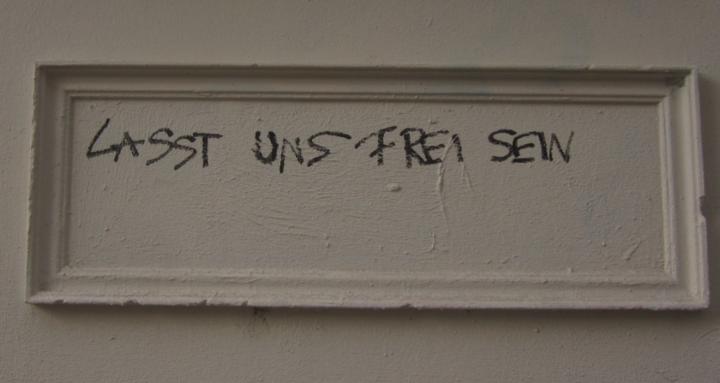 LASST UNS FREI SEIN